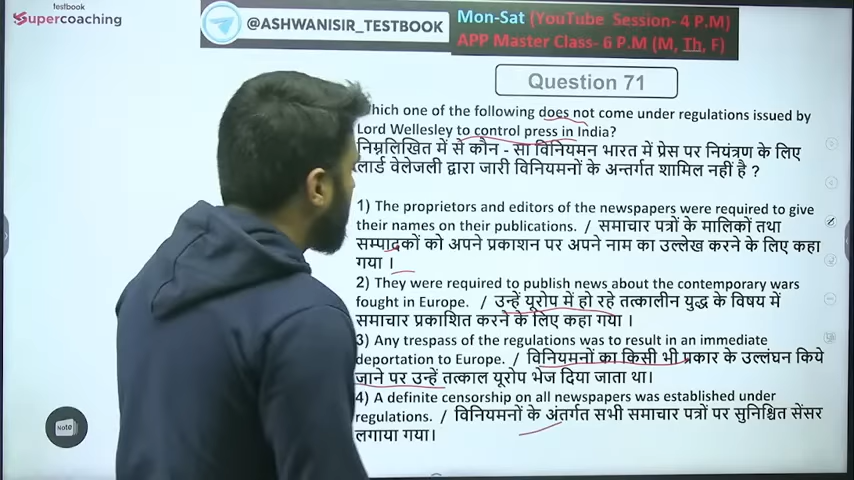 testbook
Supercoaching
@ASHWANISIR_TESTBOOK
Mon-Sat (YouTube Session- 4 P.M)
APP Master Class- 6 P.M (M, Th, F)
Question 71
one of the following does not come under regulations issued by
Lord Wellesley to control press in India?
निम्नलिखित में से कौन - सा विनियमन भारत में प्रेस पर नियंत्रण के लिए
लार्ड वेलेजली द्वारा जारी विनियमनों के अन्तर्गत शामिल नहीं है ?
1) The proprietors and editors of the newspapers were required to give
their names on their publications. / समाचार पत्रों के मालिकों तथा
सम्पादकों को अपने प्रकाशन पर अपने नाम का उल्लेख करने के लिए कहा
गया ।
2) They were required to publish news about the contemporary wars
fought in Europe. / उन्हें यूरोप में हो रहे तत्कालीन युद्ध के विषय में
समाचार प्रकाशित करने के लिए कहा गया ।
3) Any trespass of the regulations was to result in an immediate
deportation to Europe. / विनियमनों का किसी भी प्रकार के उल्लंघन किये
जाने पर उन्हें तत्काल यूरोप भेज दिया जाता था।
4) A definite censorship on all newspapers was established under
regulations. / विनियमनों के अंतर्गत सभी समाचार पत्रों पर सुनिश्चित सेंसर
लगाया गया।
Note